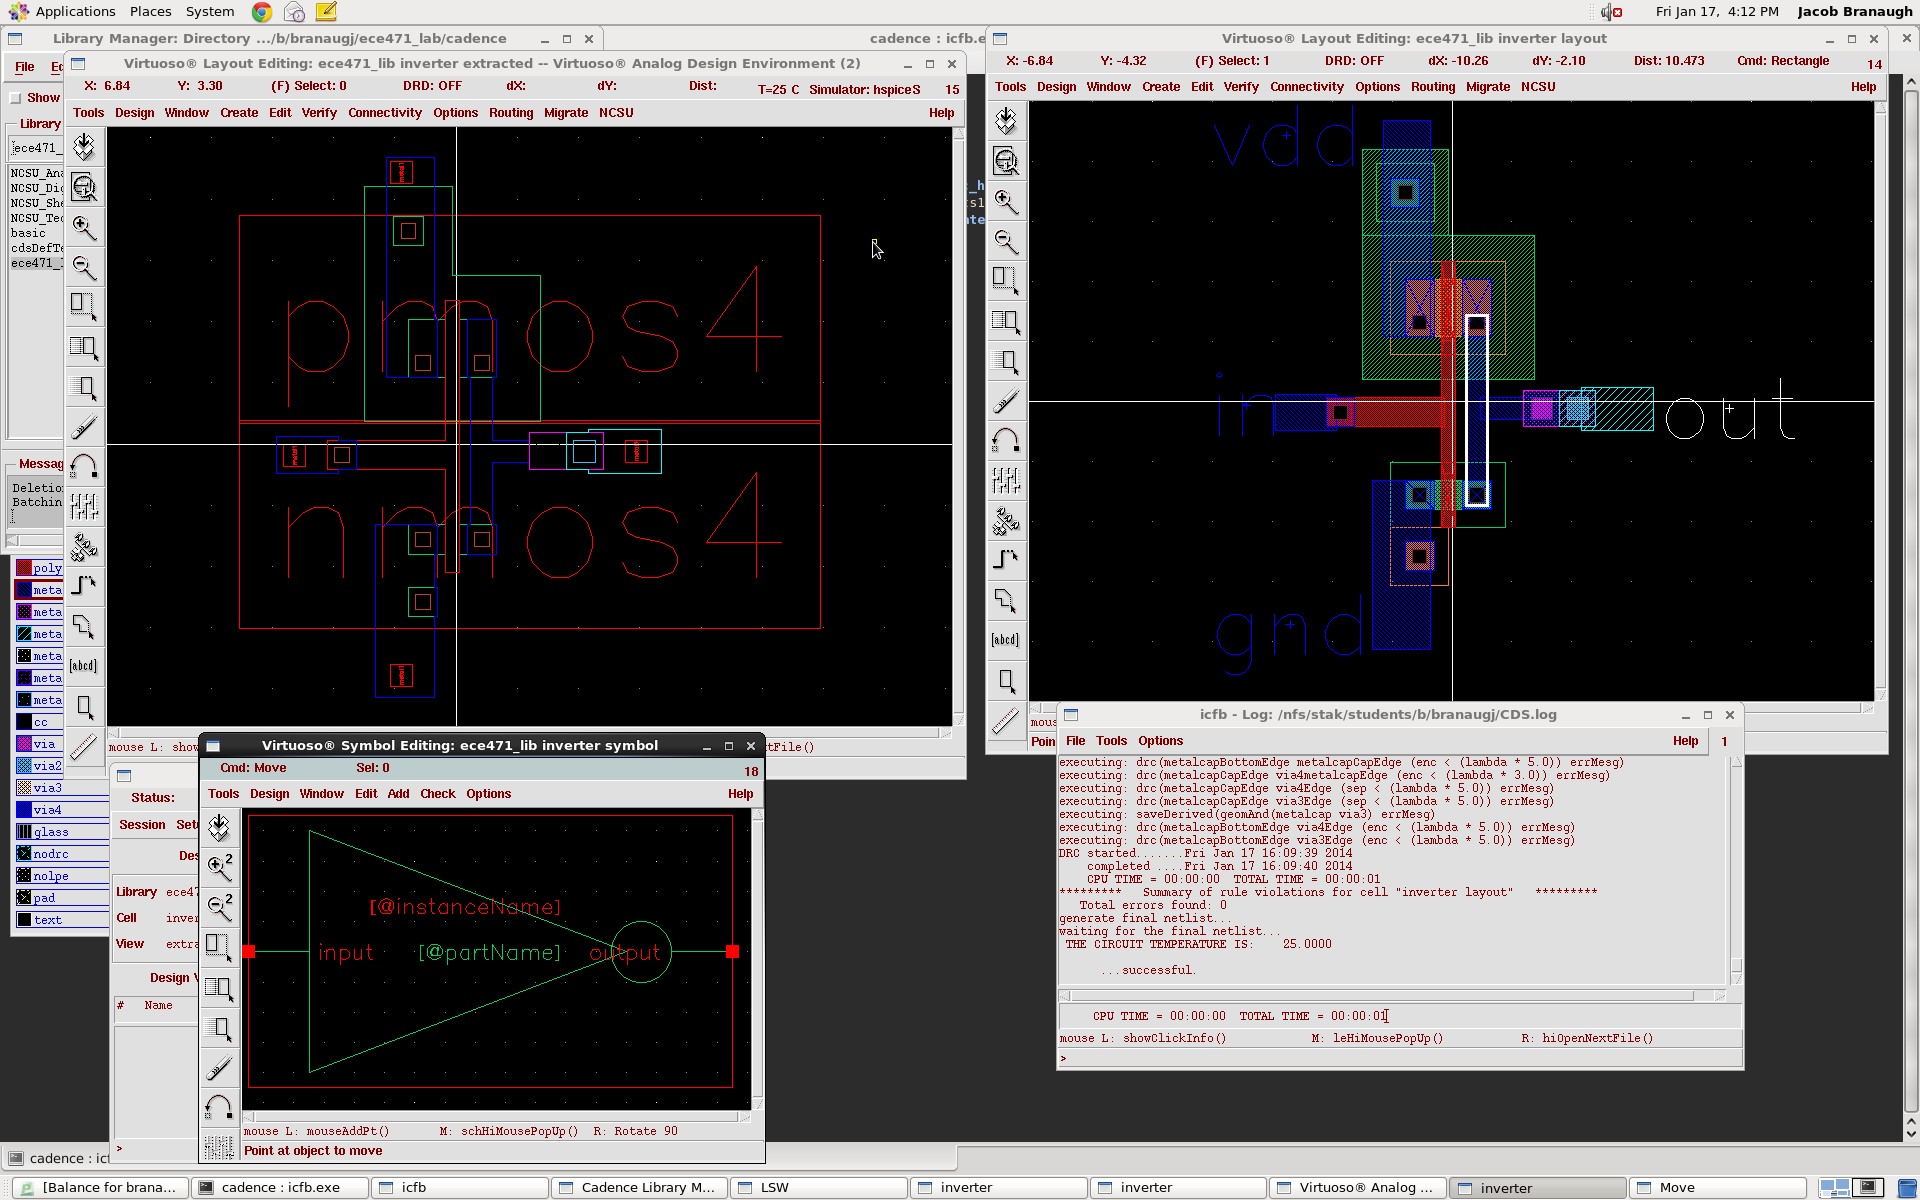 Applications Places System
Fri Jan 17, 4:12 PM Jacob Branaugh
Library Manager: Directory .../b/branaugj/ece471_lab/cadence
cadence : icfb.e
File
Show
Library
ece471_
NCSU_Ana
NCSU_Dic
NCSU_She
NCSU_Tec
basic
cdsDefTe
ece471_
Messag
Deletio
Batchin
Virtuoso® Layout Editing: ece471_lib inverter extracted -- Virtuoso® Analog Design Environment (2)
X: 6.84 Y: 3.30 (F) Select: 0 DRD: OFF dX: dY: Dist: T=25 C Simulator: hspiceS 15
Tools Design Window Create Edit Verify Connectivity Options Routing Migrate NCSU Help
[abcd]
pmos4
nmos4
mouse L: show
tFile()
Virtuoso® Layout Editing: ece471_lib inverter layout
X: -6.84 Y: -4.32 (F) Select: 1 DRD: OFF dX: -10.26 dY: -2.10 Dist: 10.473 Cmd: Rectangle 14
Tools Design Window Create Edit Verify Connectivity Options Routing Migrate NCSU Help
[abcd]
vdd
in
out
gnd
mous
Poin
poly
meta
meta
meta
meta
meta
meta
cc
via
via2
via3
via4
glass
nodrc
nolpe
pad
text
Status:
Session Set
Des
Library ece47
Cell inver
View extra
Design V
# Name
>
Virtuoso® Symbol Editing: ece471_lib inverter symbol
Cmd: Move Sel: 0 18
Tools Design Window Edit Add Check Options Help
2
2
[@instanceName]
input [@partName] output
mouse L: mouseAddPt() M: schHiMousePopUp() R: Rotate 90
Point at object to move
icfb - Log: /nfs/stak/students/b/branaugj/CDS.log
File Tools Options Help 1
executing: drc(metalcapBottomEdge metalcapCapEdge (enc < (lambda * 5.0)) errMesg)
executing: drc(metalcapCapEdge via4metalcapEdge (enc < (lambda * 3.0)) errMesg)
executing: drc(metalcapCapEdge via4Edge (sep < (lambda * 5.0)) errMesg)
executing: drc(metalcapCapEdge via3Edge (sep < (lambda * 5.0)) errMesg)
executing: saveDerived(geomAnd(metalcap via3) errMesg)
executing: drc(metalcapBottomEdge via4Edge (enc < (lambda * 5.0)) errMesg)
executing: drc(metalcapBottomEdge via3Edge (enc < (lambda * 5.0)) errMesg)
DRC started.......Fri Jan 17 16:09:39 2014
completed ....Fri Jan 17 16:09:40 2014
CPU TIME = 00:00:00 TOTAL TIME = 00:00:01
********* Summary of rule violations for cell "inverter layout" *********
Total errors found: 0
generate final netlist...
waiting for the final netlist...
THE CIRCUIT TEMPERATURE IS: 25.0000
...successful.
CPU TIME = 00:00:00 TOTAL TIME = 00:00:01
mouse L: showClickInfo() M: leHiMousePopUp() R: hiOpenNextFile()
>
cadence : icf
[Balance for brana... cadence : icfb.exe icfb Cadence Library M... LSW inverter inverter Virtuoso® Analog ... inverter Move